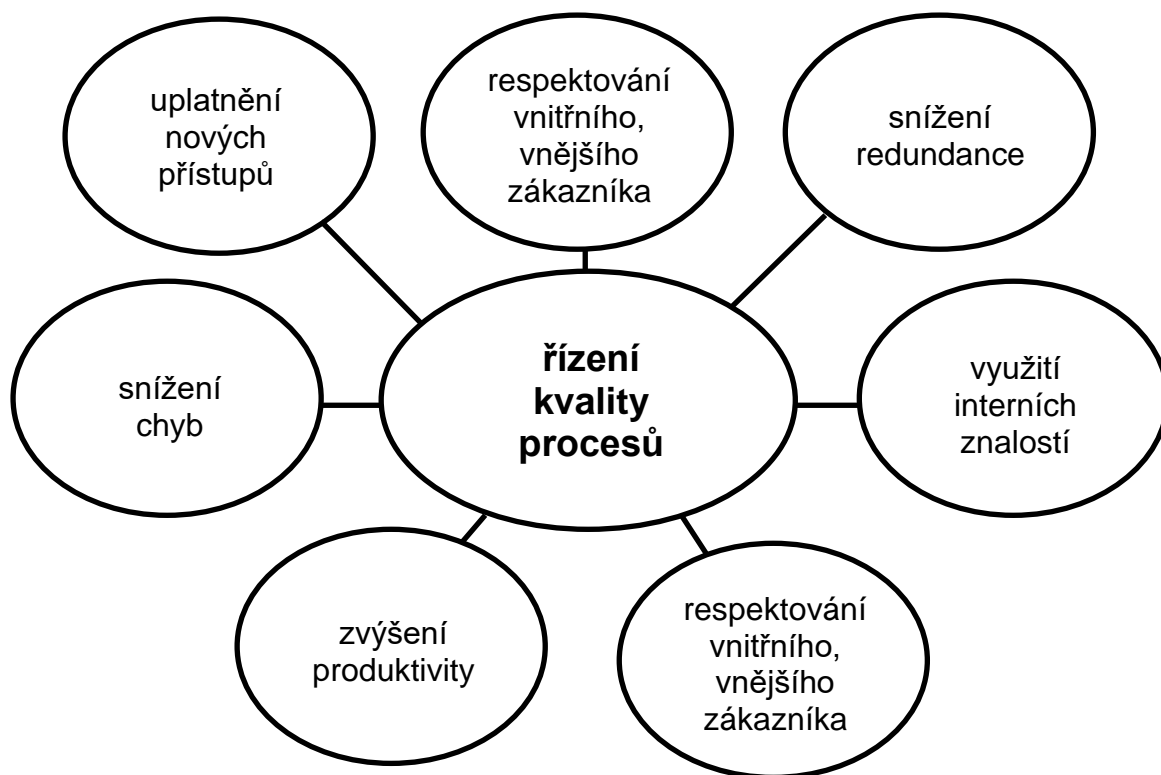 uplatnění
nových
přístupů
respektování
vnitřního,
vnějšího
zákazníka
snížení
redundance
snížení
chyb
řízení
kvality
procesů
využití
interních
znalostí
zvýšení
produktivity
respektování
vnitřního,
vnějšího
zákazníka